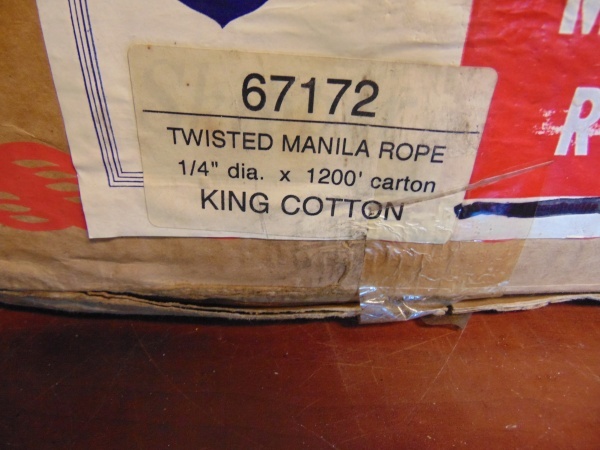 67172
TWISTED MANILA ROPE
1/4" dia. x 1200' carton
KING COTTON
M
R